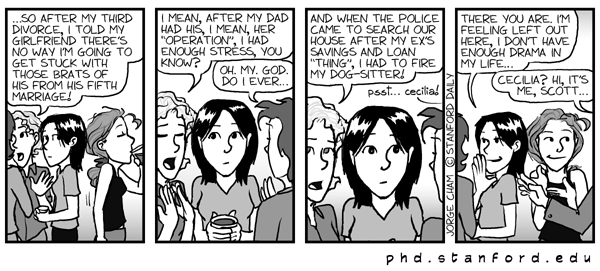 ...SO AFTER MY THIRD
DIVORCE, I TOLD MY
GIRLFRIEND THERE'S
NO WAY I'M GOING TO
GET STUCK WITH
THOSE BRATS OF
HIS FROM HIS FIFTH
MARRIAGE!
I MEAN, AFTER MY DAD
HAD HIS, I MEAN, HER
"OPERATION", I HAD
ENOUGH STRESS, YOU
KNOW?
OH. MY. GOD.
DO I EVER...
AND WHEN THE POLICE
CAME TO SEARCH OUR
HOUSE AFTER MY EX'S
SAVINGS AND LOAN
"THING", I HAD TO FIRE
MY DOG-SITTER!
psst... cecilia!
JORGE CHAM © STANFORD DAILY
THERE YOU ARE. I'M
FEELING LEFT OUT
HERE, I DON'T HAVE
ENOUGH DRAMA IN
MY LIFE...
CECILIA? HI, IT'S
ME, SCOTT...
phd.stanford.edu